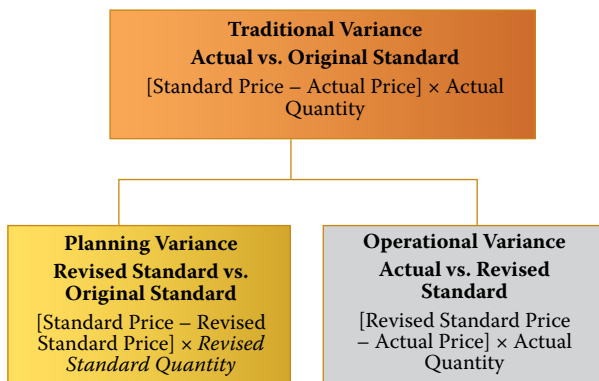 Traditional Variance
Actual vs. Original Standard
[Standard Price – Actual Price] × Actual
Quantity
Planning Variance
Revised Standard vs.
Original Standard
[Standard Price – Revised
Standard Price] × Revised
Standard Quantity
Operational Variance
Actual vs. Revised
Standard
[Revised Standard Price
– Actual Price] × Actual
Quantity